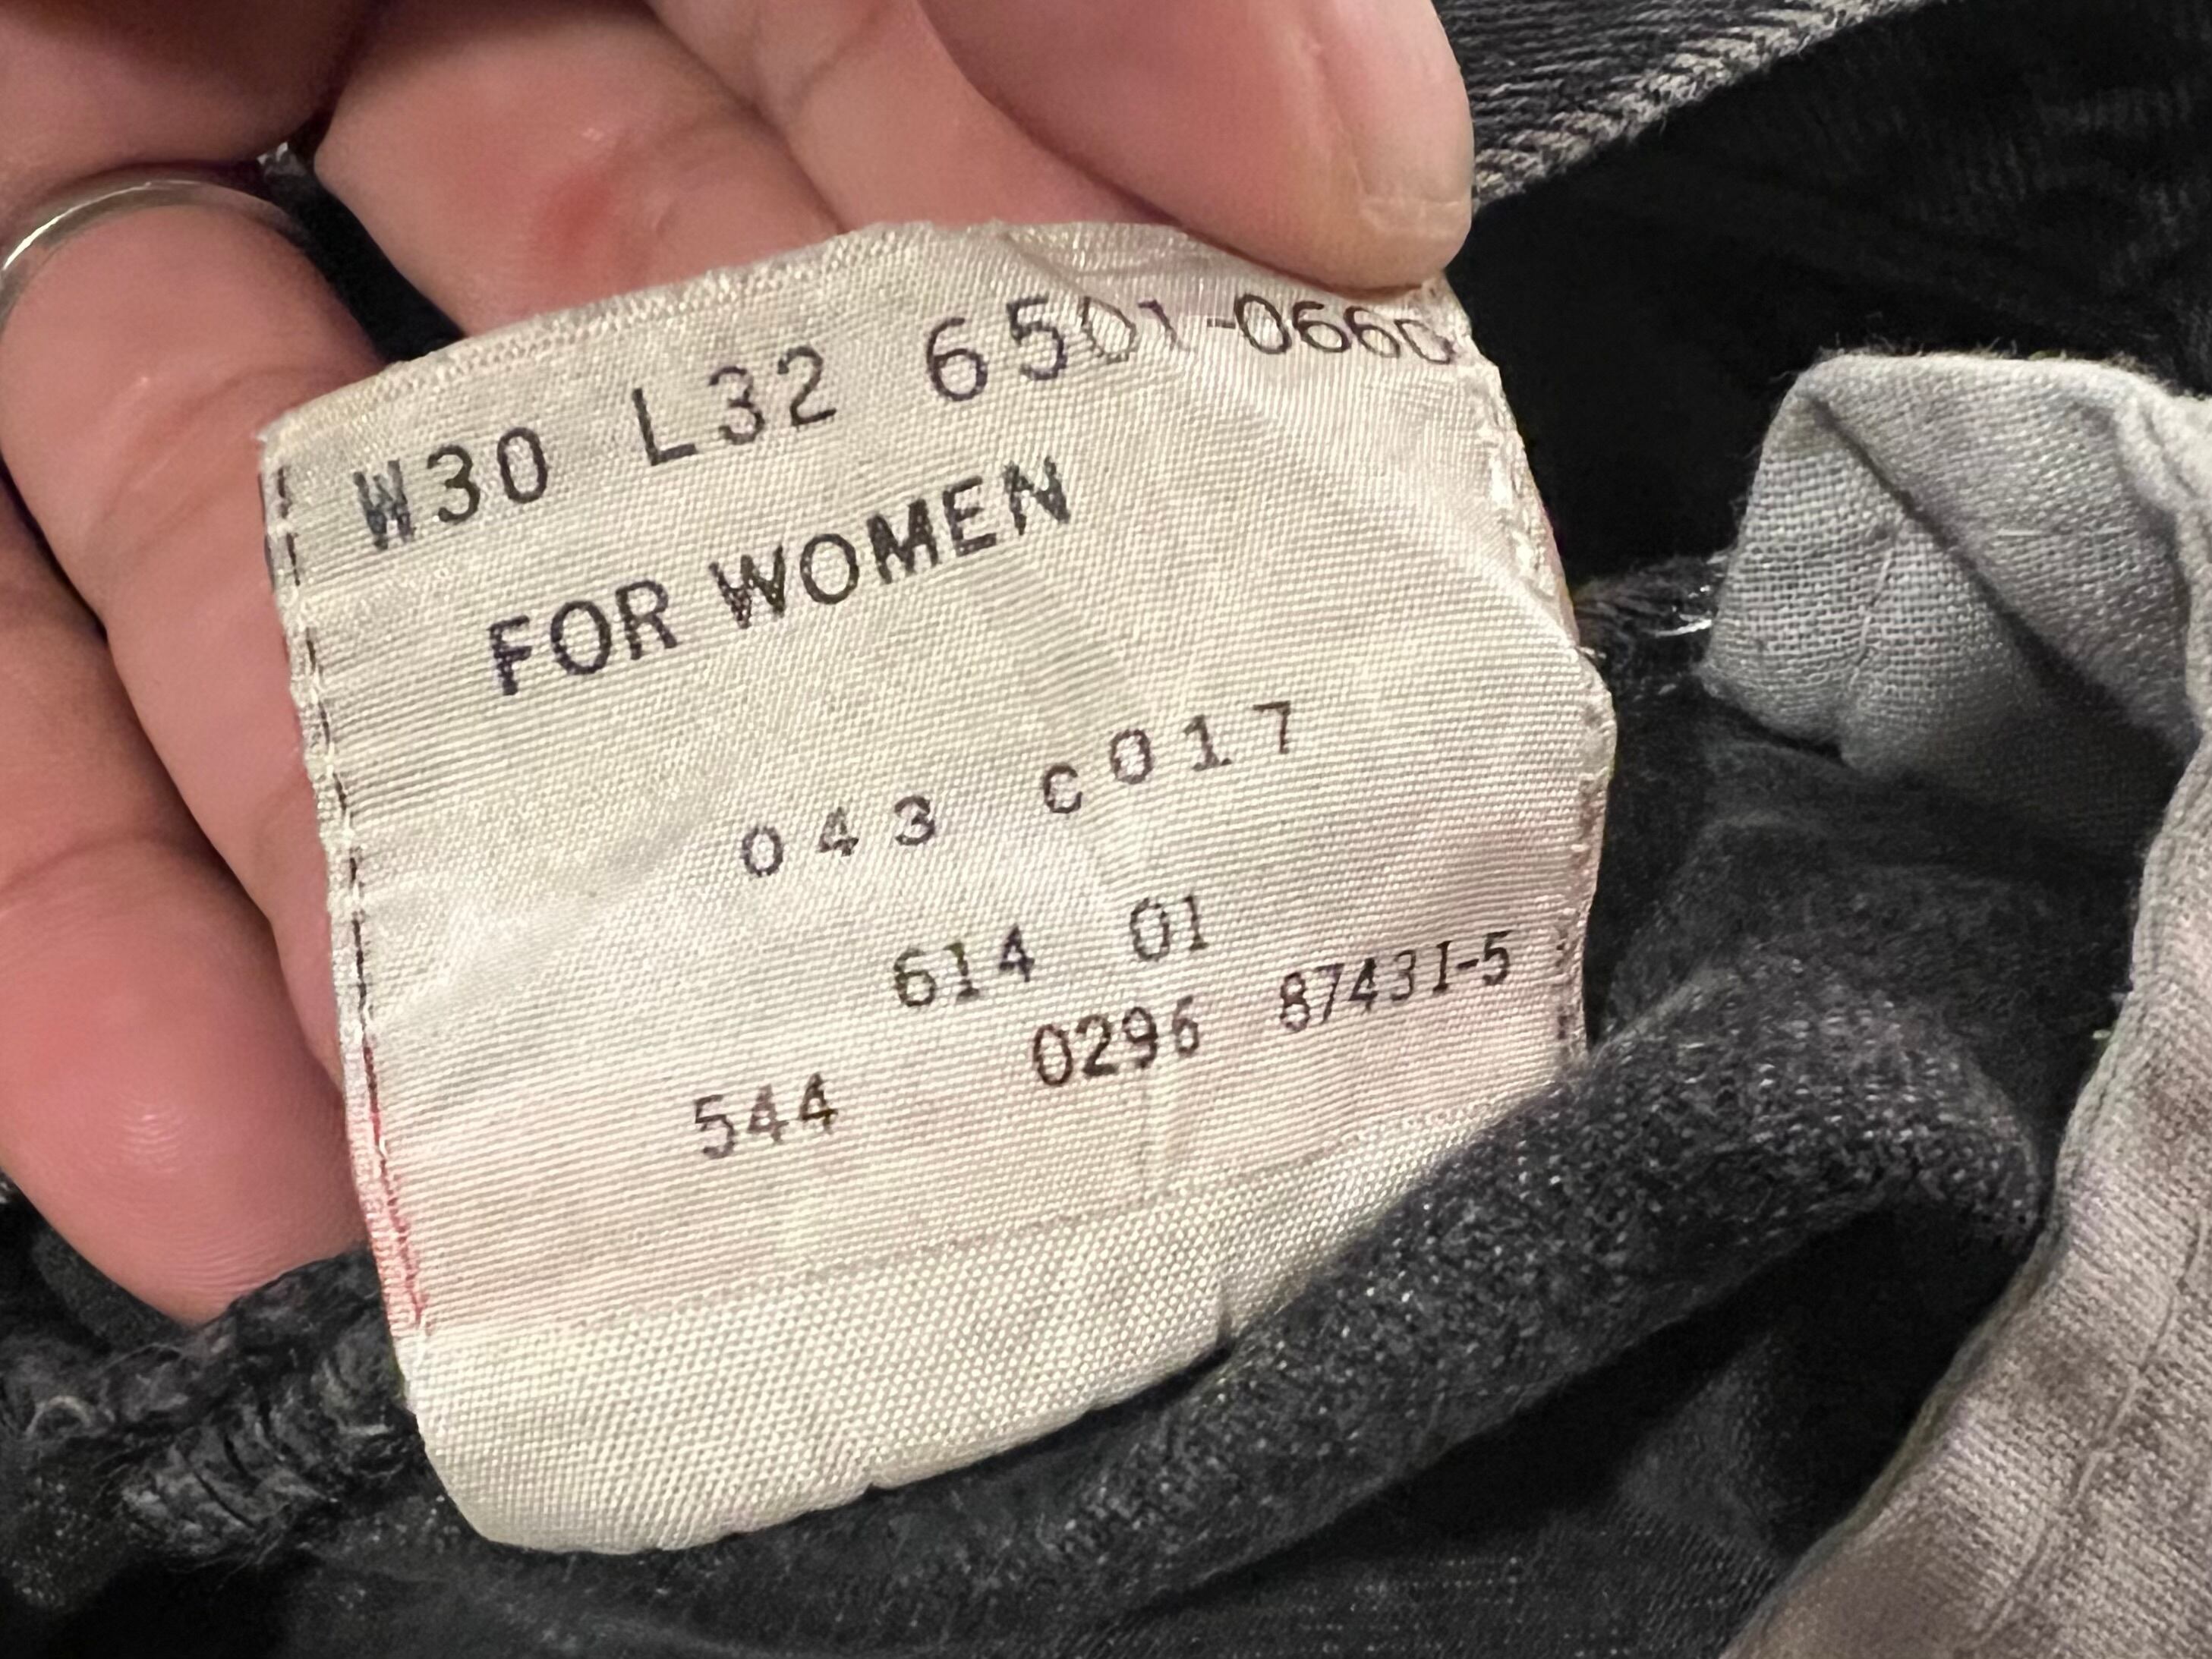 W30 L32 6501-0660
FOR WOMEN
043 C017
614 01
544 0296 87431-5